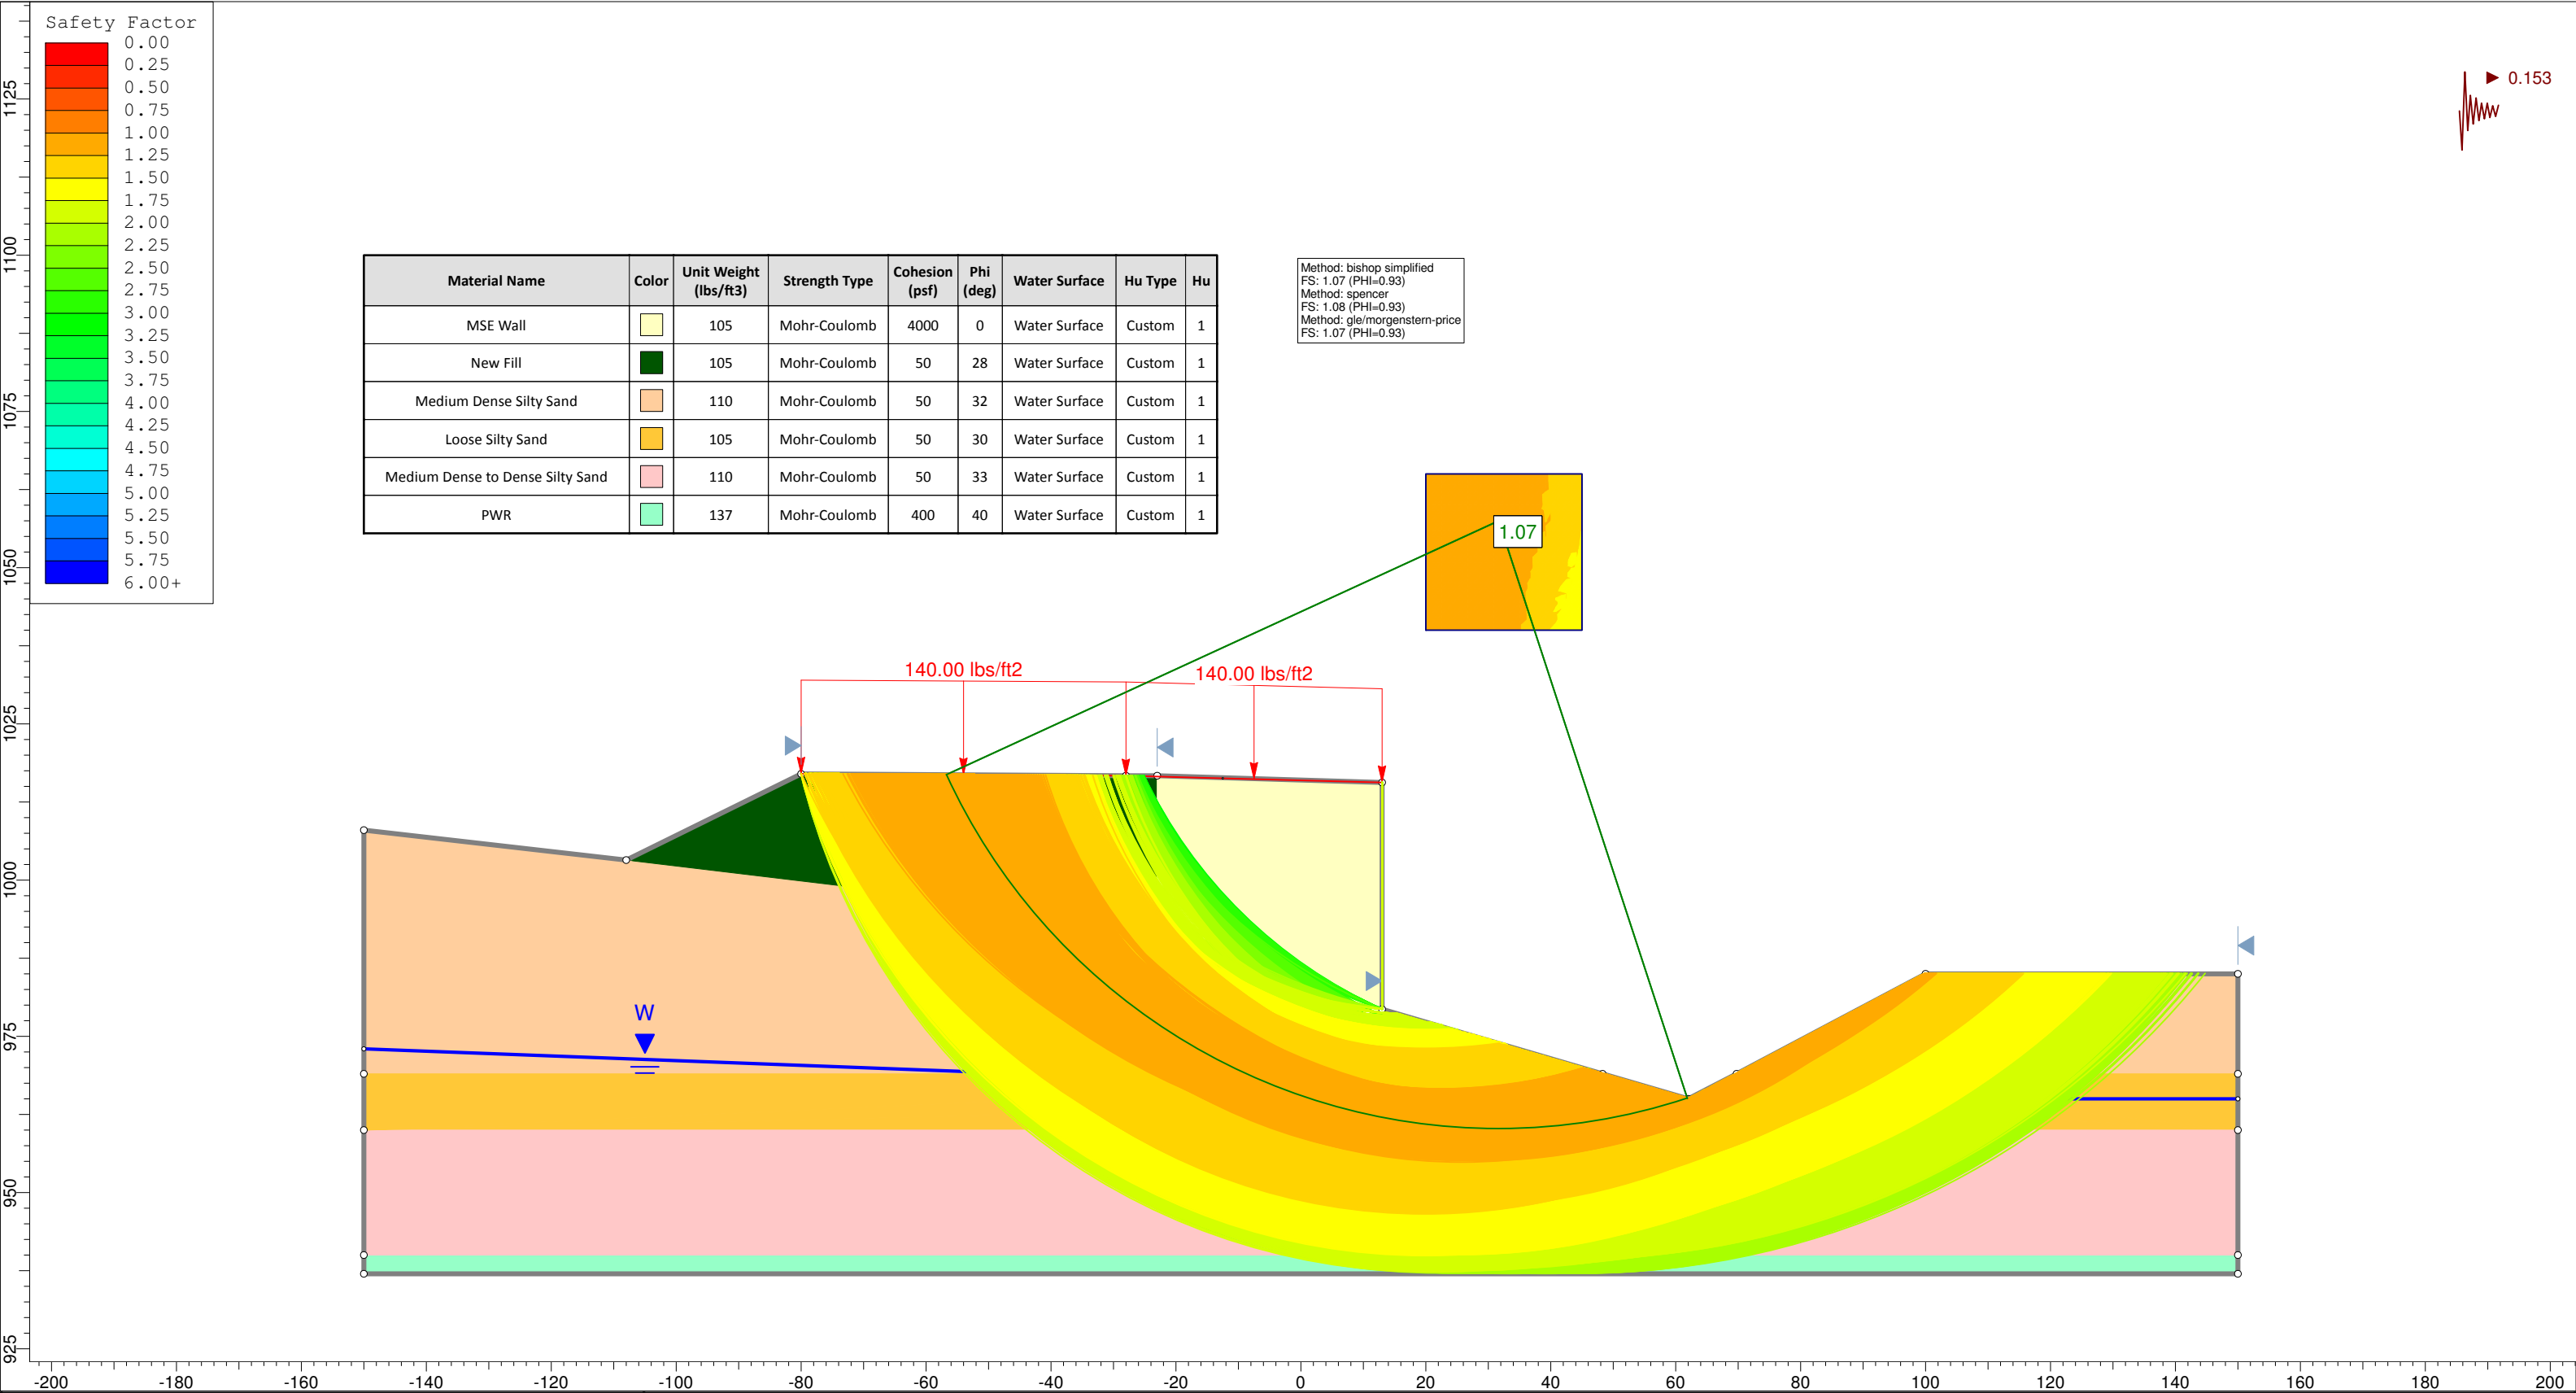 Safety Factor
0.00
0.25
0.50
0.75
1.00
1.25
1.50
1.75
2.00
2.25
2.50
2.75
3.00
3.25
3.50
3.75
4.00
4.25
4.50
4.75
5.00
5.25
5.50
5.75
6.00+
0.153
Material Name Color Unit Weight (lbs/ft3) Strength Type Cohesion (psf) Phi (deg) Water Surface Hu Type Hu
MSE Wall 105 Mohr-Coulomb 4000 0 Water Surface Custom 1
New Fill 105 Mohr-Coulomb 50 28 Water Surface Custom 1
Medium Dense Silty Sand 110 Mohr-Coulomb 50 32 Water Surface Custom 1
Loose Silty Sand 105 Mohr-Coulomb 50 30 Water Surface Custom 1
Medium Dense to Dense Silty Sand 110 Mohr-Coulomb 50 33 Water Surface Custom 1
PWR 137 Mohr-Coulomb 400 40 Water Surface Custom 1
Method: bishop simplified
FS: 1.07 (PHI=0.93)
Method: spencer
FS: 1.08 (PHI=0.93)
Method: gle/morgenstern-price
FS: 1.07 (PHI=0.93)
1.07
140.00 lbs/ft2
140.00 lbs/ft2
W
1125
1100
1075
1050
1025
1000
975
950
925
-200 -180 -160 -140 -120 -100 -80 -60 -40 -20 0 20 40 60 80 100 120 140 160 180 200